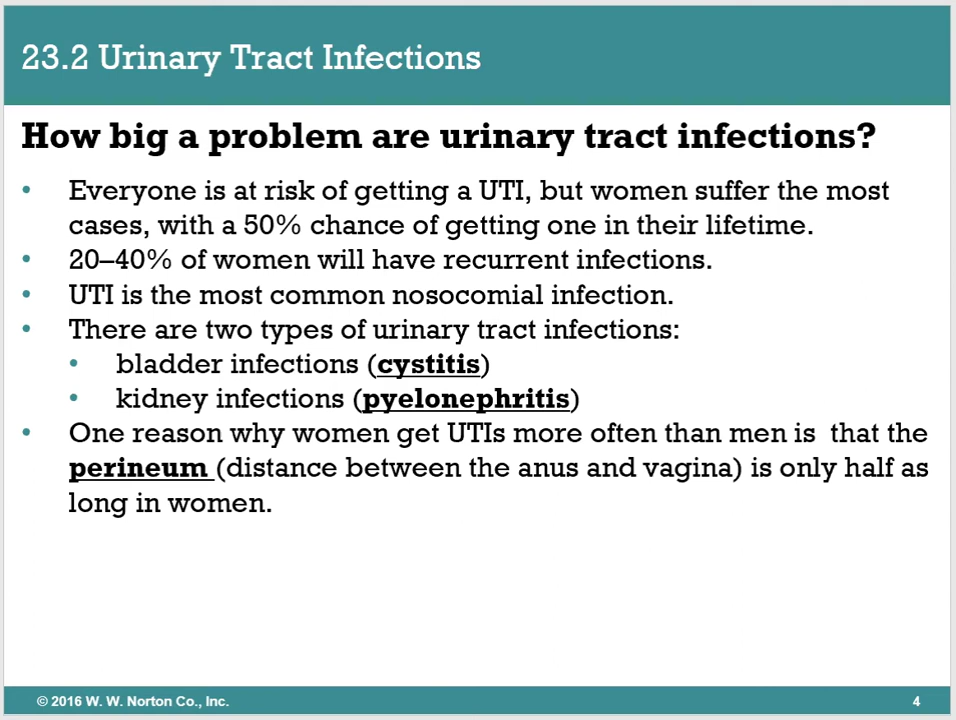 23.2 Urinary Tract Infections
How big a problem are urinary tract infections?
• Everyone is at risk of getting a UTI, but women suffer the most
cases, with a 50% chance of getting one in their lifetime.
• 20–40% of women will have recurrent infections.
• UTI is the most common nosocomial infection.
• There are two types of urinary tract infections:
• bladder infections (cystitis)
• kidney infections (pyelonephritis)
• One reason why women get UTIs more often than men is  that the
perineum (distance between the anus and vagina) is only half as
long in women.
© 2016 W. W. Norton Co., Inc.
4